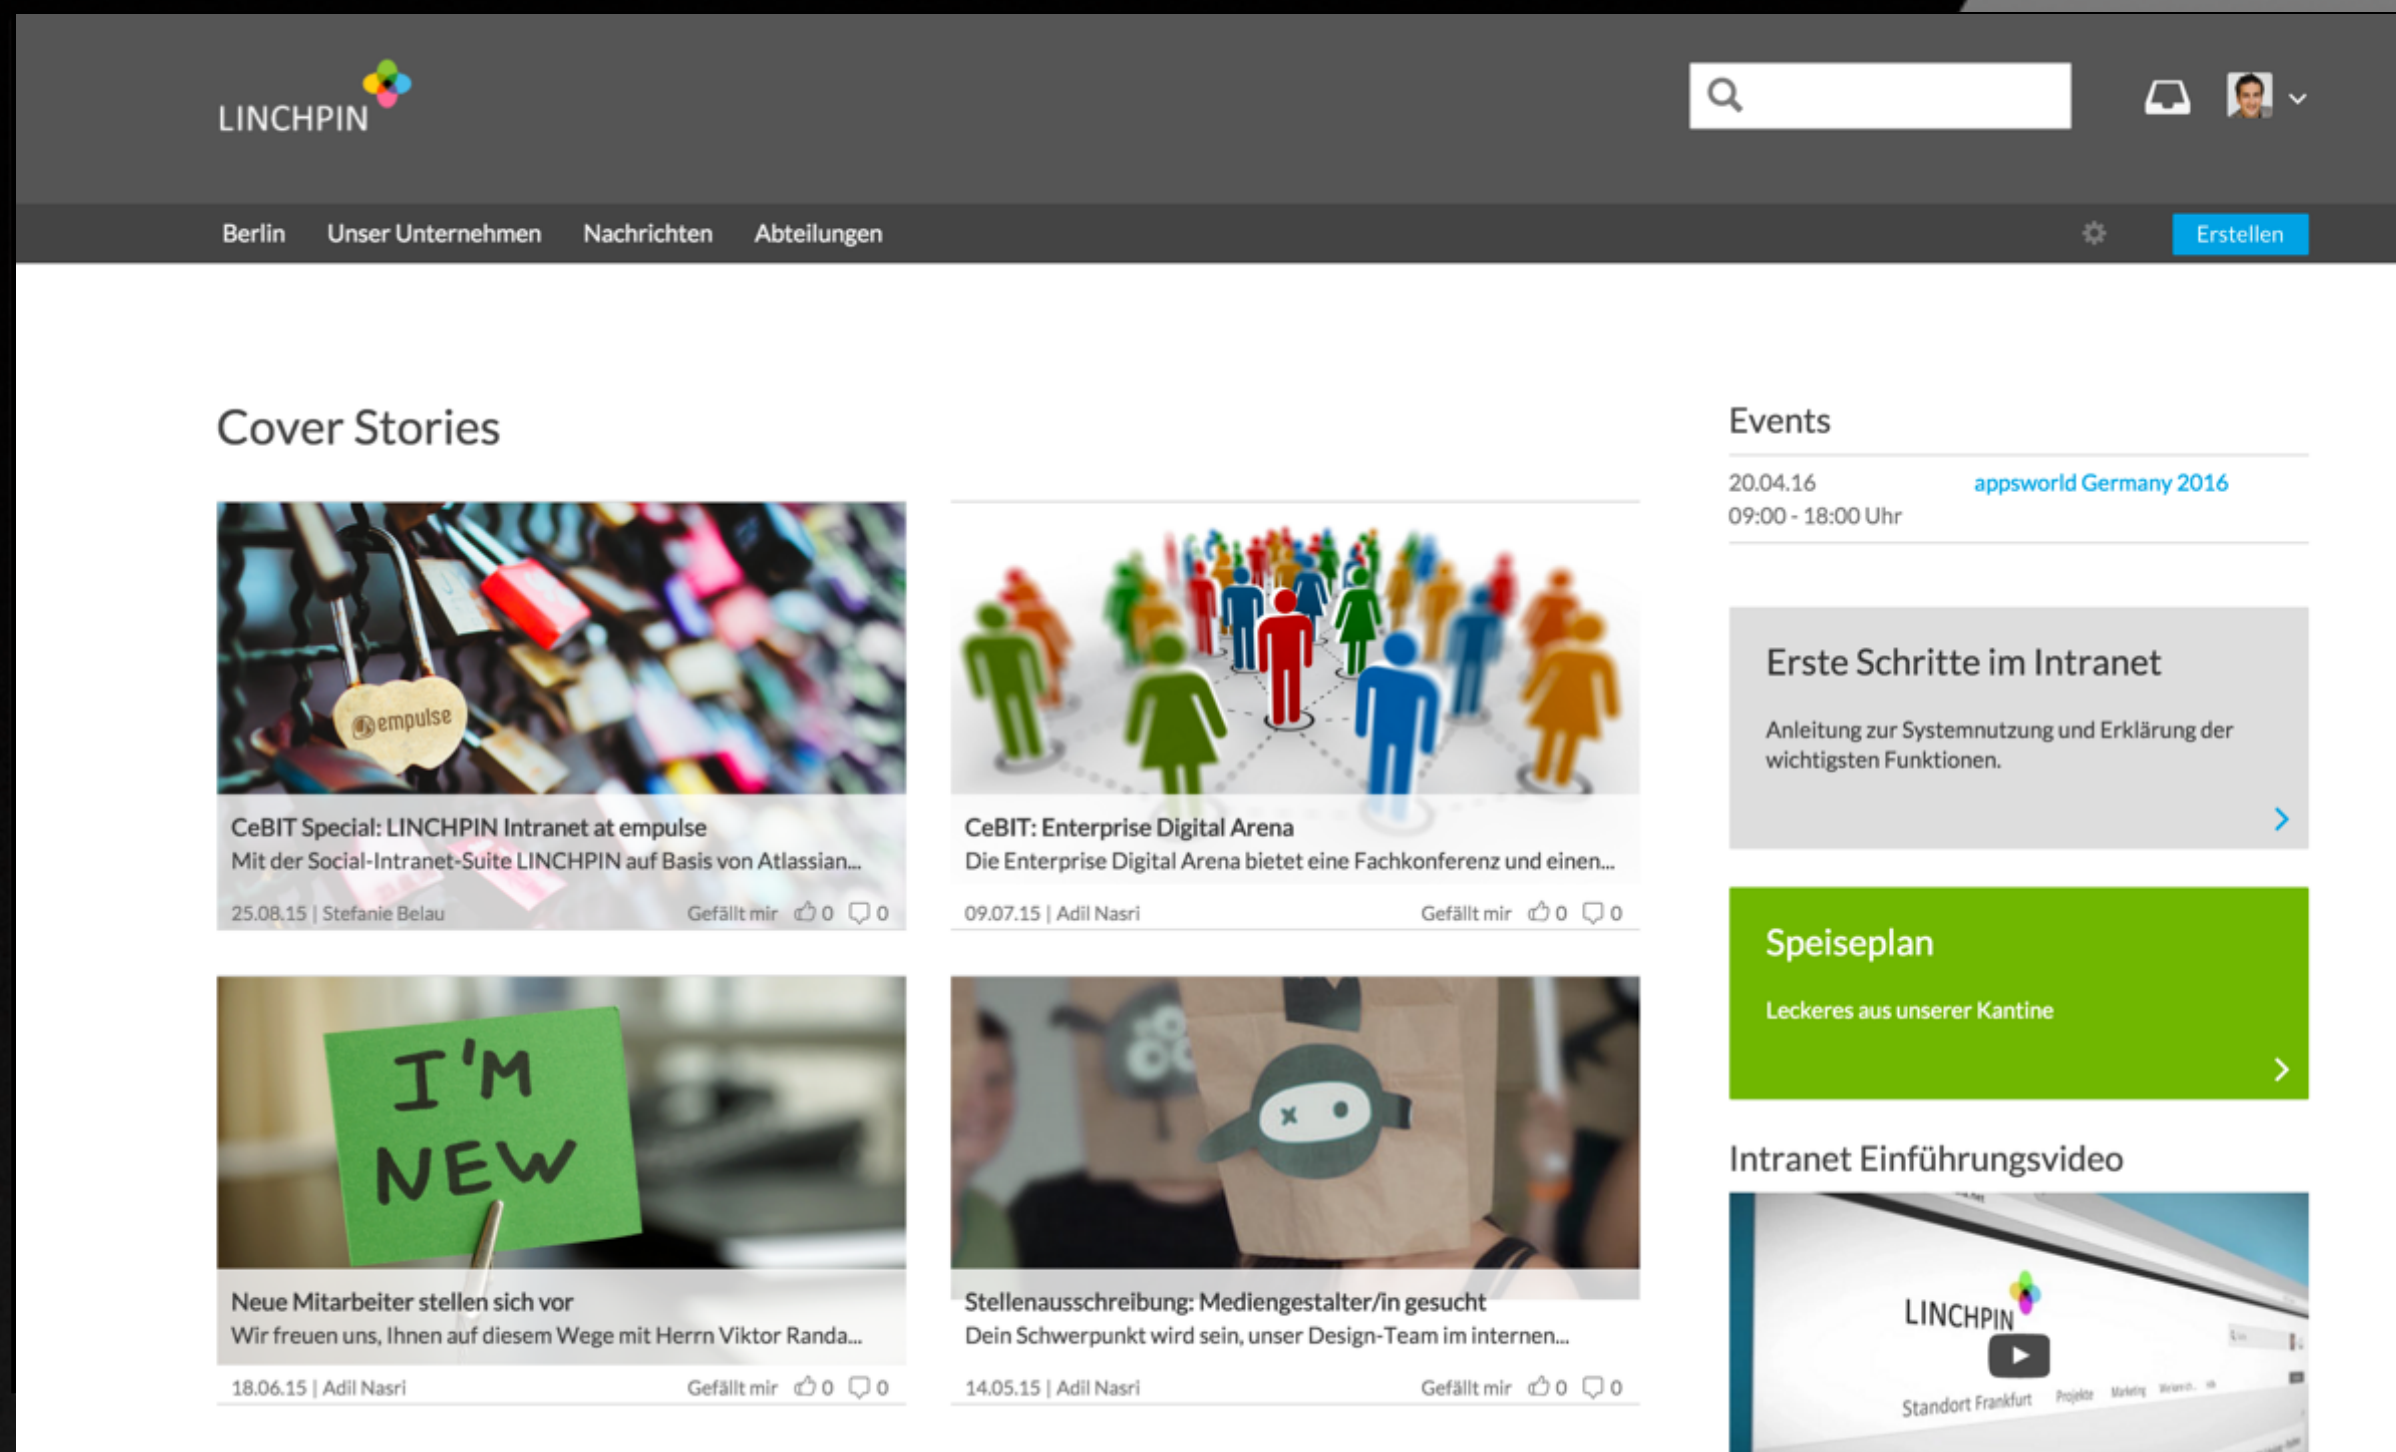 LINCHPIN
Berlin Unser Unternehmen Nachrichten Abteilungen Erstellen
Cover Stories
empulse
CeBIT Special: LINCHPIN Intranet at empulse
Mit der Social-Intranet-Suite LINCHPIN auf Basis von Atlassian...
25.08.15 | Stefanie Belau Gefällt mir 0 0
CeBIT: Enterprise Digital Arena
Die Enterprise Digital Arena bietet eine Fachkonferenz und einen...
09.07.15 | Adil Nasri Gefällt mir 0 0
I'M
NEW
Neue Mitarbeiter stellen sich vor
Wir freuen uns, Ihnen auf diesem Wege mit Herrn Viktor Randa...
18.06.15 | Adil Nasri Gefällt mir 0 0
Stellenausschreibung: Mediengestalter/in gesucht
Dein Schwerpunkt wird sein, unser Design-Team im internen...
14.05.15 | Adil Nasri Gefällt mir 0 0
Events
20.04.16 appsworld Germany 2016
09:00 - 18:00 Uhr
Erste Schritte im Intranet
Anleitung zur Systemnutzung und Erklärung der
wichtigsten Funktionen.
Speiseplan
Leckeres aus unserer Kantine
Intranet Einführungsvideo
LINCHPIN
Standort Frankfurt Projekte Marketing